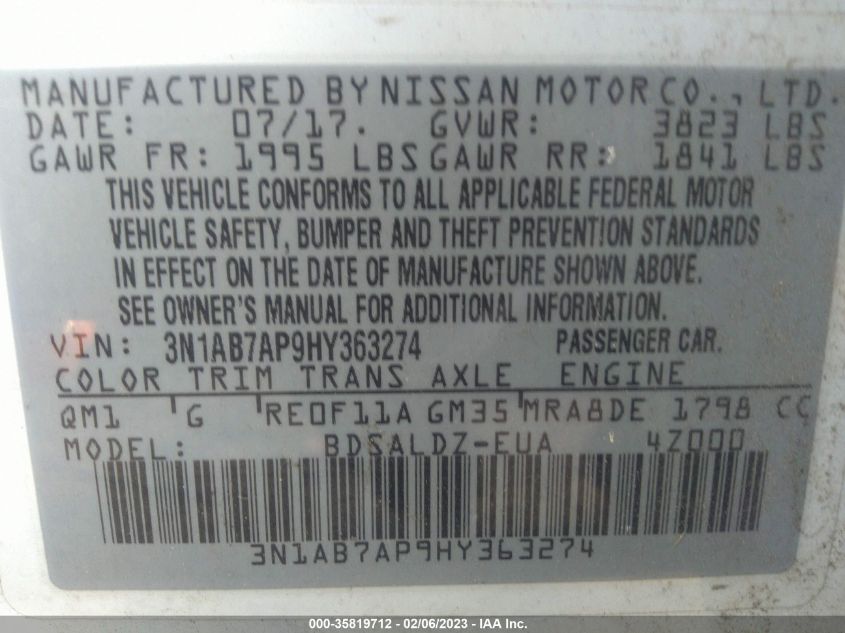 MANUFACTURED BY NISSAN MOTOR CO., LTD.
DATE: 07/17. GVWR: 3823 LBS
GAWR FR: 1995 LBS GAWR RR: 1841 LBS
THIS VEHICLE CONFORMS TO ALL APPLICABLE FEDERAL MOTOR
VEHICLE SAFETY, BUMPER AND THEFT PREVENTION STANDARDS
IN EFFECT ON THE DATE OF MANUFACTURE SHOWN ABOVE.
SEE OWNER'S MANUAL FOR ADDITIONAL INFORMATION.
VIN: 3N1AB7AP9HY363274 PASSENGER CAR.
COLOR TRIM TRANS AXLE ENGINE
QM1 G RE0F11A GM35 MRA8DE 1798 CC
MODEL: BDSALDZ-EUA 4Z000
3N1AB7AP9HY363274
000-35819712 - 02/06/2023 - IAA Inc.